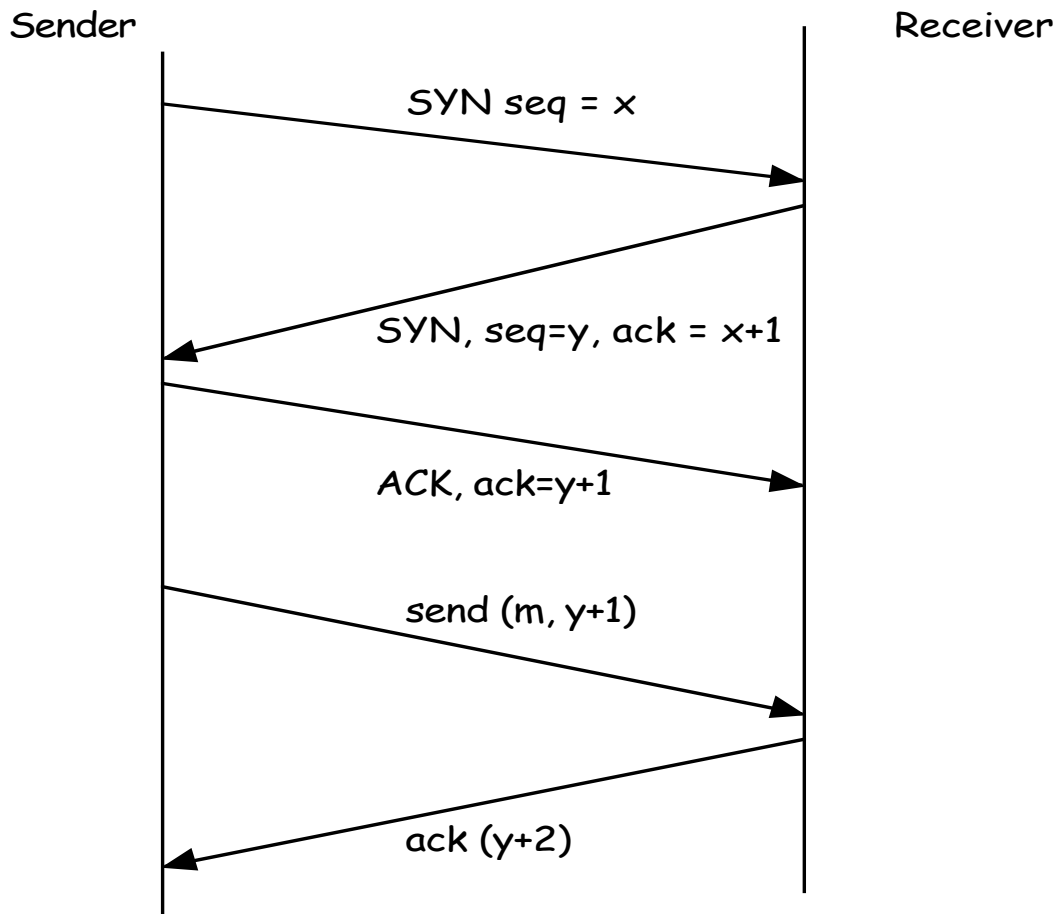 Sender
Receiver
SYN seq = x
SYN, seq=y, ack = x+1
ACK, ack=y+1
send (m, y+1)
ack (y+2)